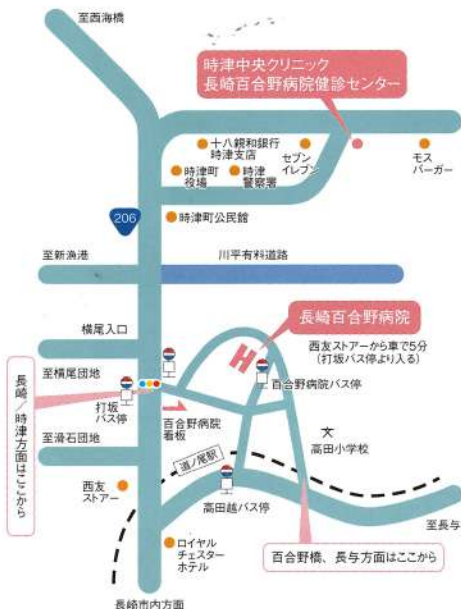 至西海橋
時津中央クリニック
長崎百合野病院健診センター
十八親和銀行
時津支店
セブン
イレブン
モス
バーガー
時津町
役場
時津
警察署
206
時津町公民館
至新漁港
川平有料道路
横尾入口
長崎百合野病院
西友ストアーから車で5分
(打坂バス停より入る)
至横尾団地
百合野病院バス停
長崎/時津方面はここから
打坂
バス停
百合野病院
看板
高田小学校
至滑石団地
道ノ尾駅
西友
ストアー
高田越バス停
至長与
ロイヤル
チェスター
ホテル
百合野橋、長与方面はここから
長崎市内方面